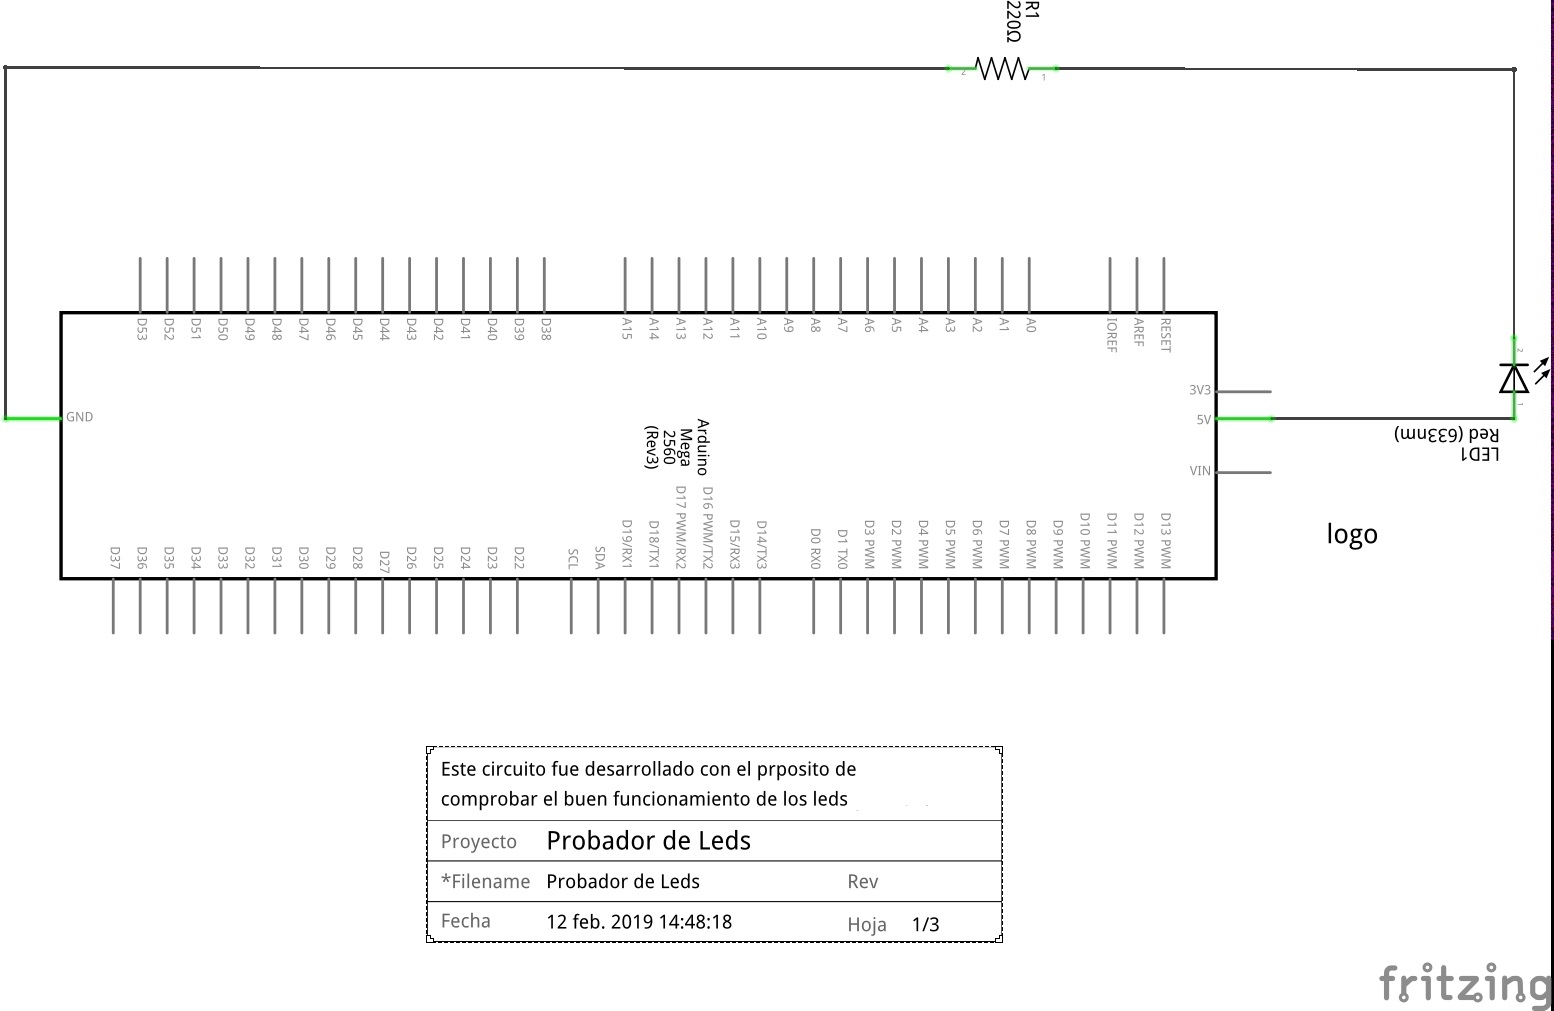 R1
220Ω
2
1
D53
D52
D51
D50
D49
D48
D47
D46
D45
D44
D43
D42
D41
D40
D39
D38
A15
A14
A13
A12
A11
A10
A9
A8
A7
A6
A5
A4
A3
A2
A1
A0
IOREF
AREF
RESET
2
1
3V3
GND
5V
VIN
LED1
Red (633nm)
Arduino
Mega
2560
(Rev3)
logo
D37
D36
D35
D34
D33
D32
D31
D30
D29
D28
D27
D26
D25
D24
D23
D22
SCL
SDA
D19/RX1
D18/TX1
D17 PWM/RX2
D16 PWM/TX2
D15/RX3
D14/TX3
D0 RX0
D1 TX0
D3 PWM
D2 PWM
D4 PWM
D5 PWM
D6 PWM
D7 PWM
D8 PWM
D9 PWM
D10 PWM
D11 PWM
D12 PWM
D13 PWM
Este circuito fue desarrollado con el prposito de
comprobar el buen funcionamiento de los leds
Proyecto Probador de Leds
*Filename Probador de Leds Rev
Fecha 12 feb. 2019 14:48:18 Hoja 1/3
fritzing